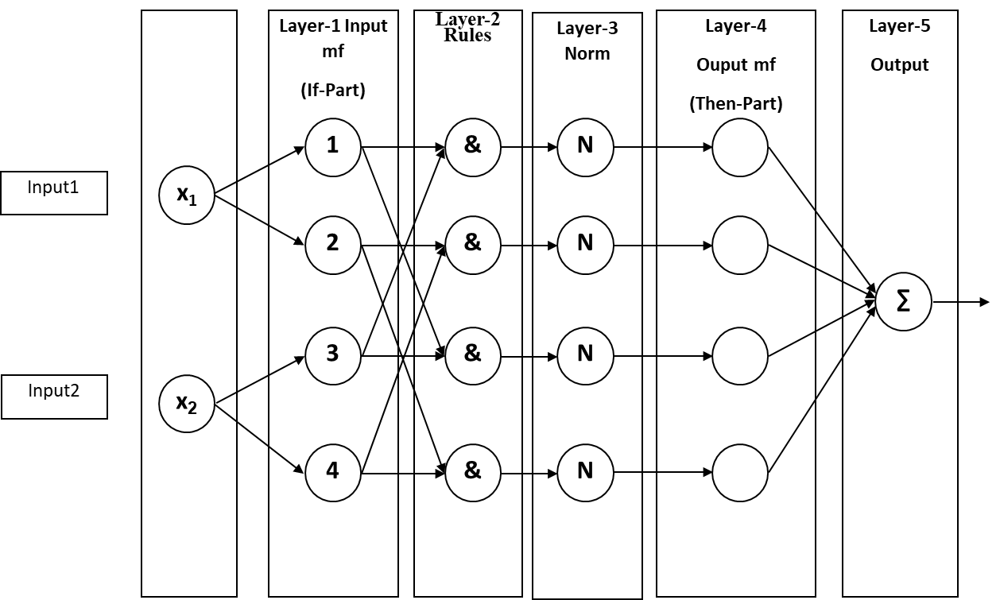 Layer-1 Input
mf
(If-Part)
Layer-2
Rules
Layer-3
Norm
Layer-4
Ouput mf
(Then-Part)
Layer-5
Output
Input1
Input2
x1
x2
1
2
3
4
&
&
&
&
N
N
N
N
Σ